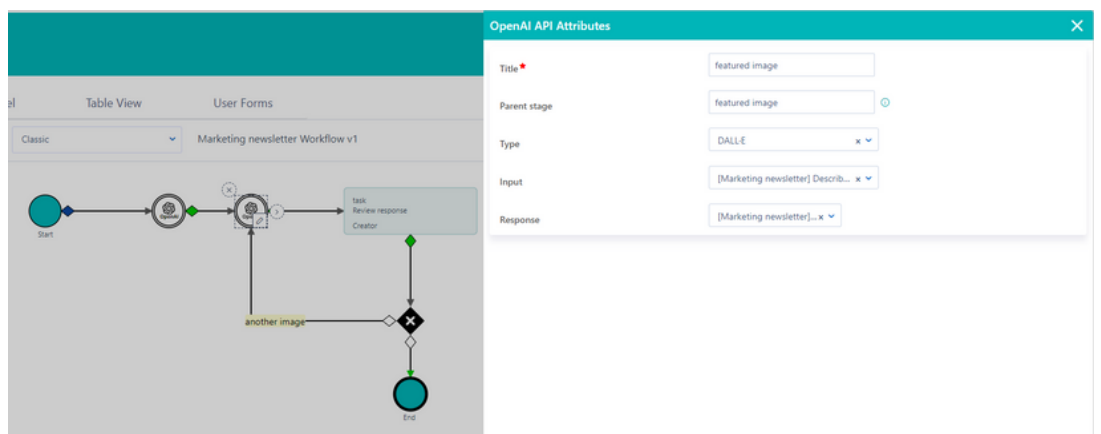 OpenAI API Attributes
Title*
featured image
Parent stage
featured image
Type
DALL-E
Input
[Marketing newsletter] Describ...
Response
[Marketing newsletter]...
el
Table View
User Forms
Classic
Marketing newsletter Workflow v1
Start
OpenAI
task
Review response
Creator
another image
End